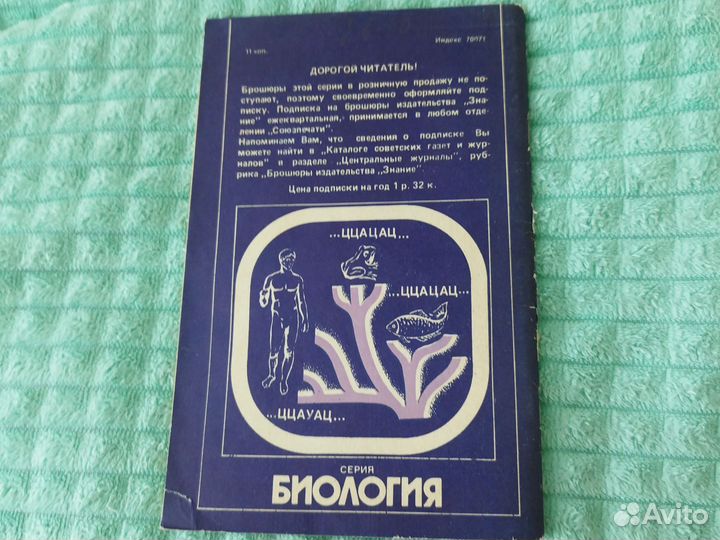 11 коп.
Индекс 70071
ДОРОГОЙ ЧИТАТЕЛЬ!
Брошюры этой серии в розничную продажу не по-
ступают, поэтому своевременно оформляйте под-
писку. Подписка на брошюры издательства „Зна-
ние" ежеквартальная, принимается в любом отде-
лении „Союзпечати".
Напоминаем Вам, что сведения о подписке Вы
можете найти в „Каталоге советских газет и жур-
налов" в разделе „Центральные журналы", руб-
рика „Брошюры издательства „Знание".
Цена подписки на год 1 р. 32 к.
...ЦЦАЦАЦ...
...ЦЦАЦАЦ...
...ЦЦАУАЦ...
СЕРИЯ
БИОЛОГИЯ
Avito